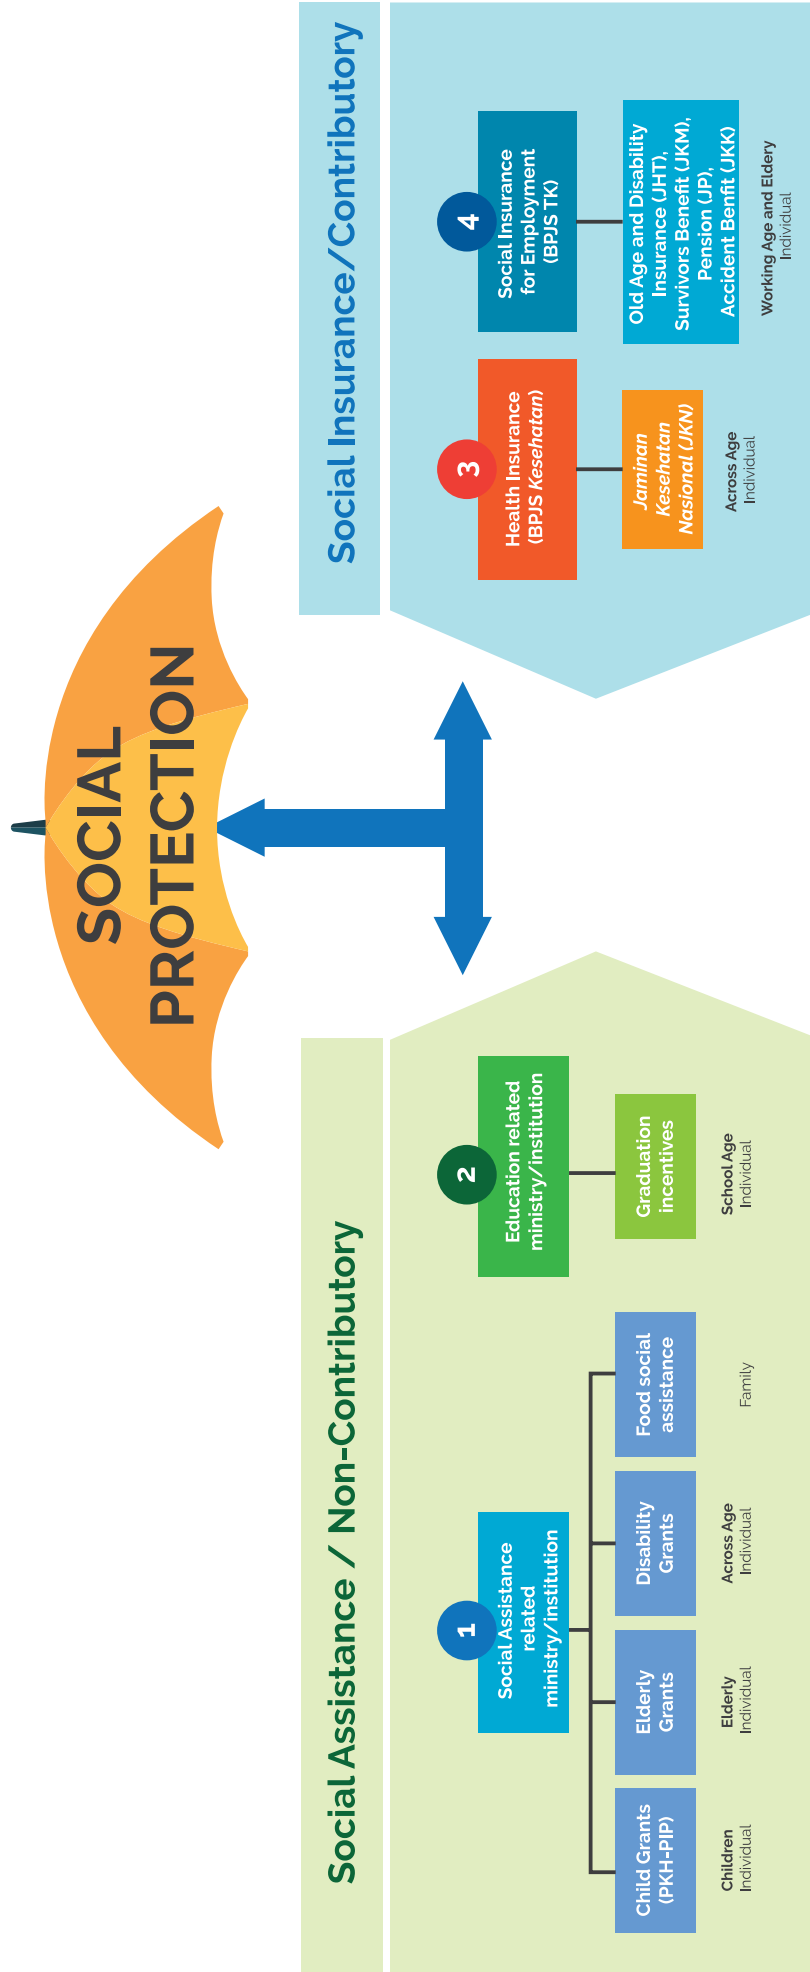 SOCIAL
PROTECTION
Social Assistance / Non-Contributory
1
Social Assistance
related
ministry/institution
Child Grants
(PKH-PIP)
Children
Individual
Elderly
Grants
Elderly
Individual
Disability
Grants
Across Age
Individual
Food social
assistance
Family
2
Education related
ministry/institution
Graduation
incentives
School Age
Individual
Social Insurance/Contributory
3
Health Insurance
(BPJS Kesehatan)
Jaminan
Kesehatan
Nasional (JKN)
Across Age
Individual
4
Social Insurance
for Employment
(BPJS TK)
Old Age and Disability
Insurance (JHT),
Survivors Benefit (JKM),
Pension (JP),
Accident Benfit (JKK)
Working Age and Eldery
Individual